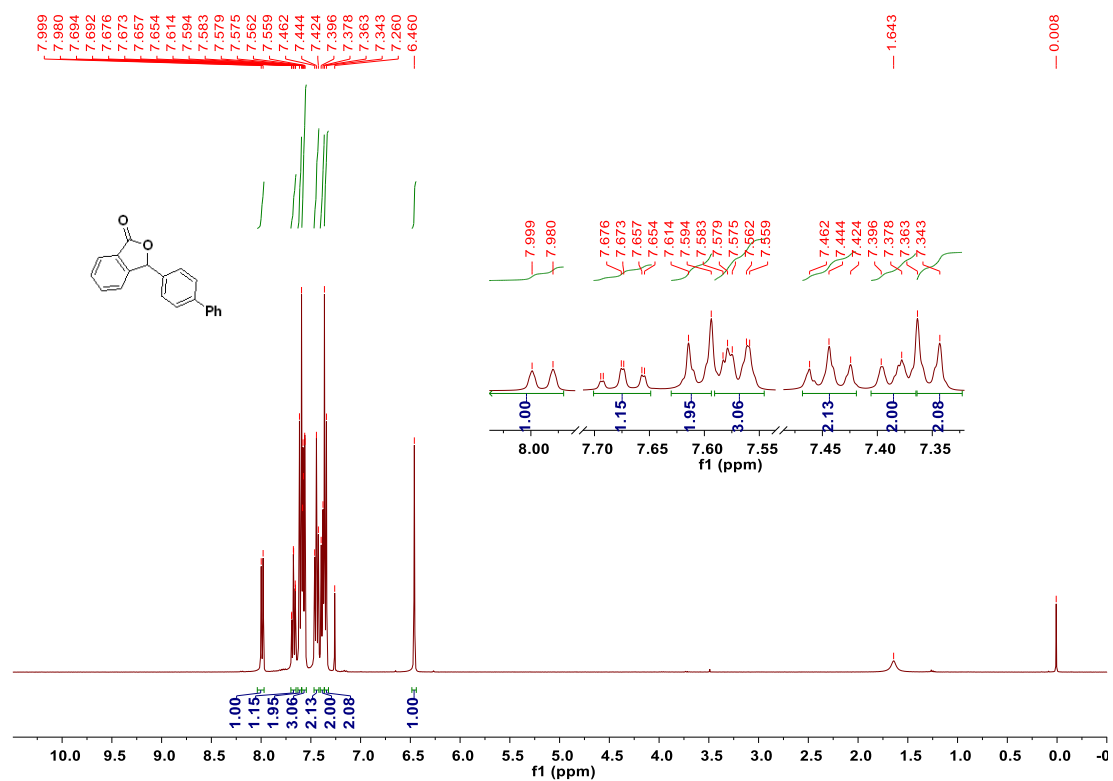 7.999 7.980 7.694 7.692 7.676 7.673 7.657 7.654 7.614 7.594 7.583 7.579 7.575 7.562 7.559 7.462 7.444 7.424 7.396 7.378 7.363 7.343 7.260 6.460 1.643 0.008
O
O
Ph
7.999 7.980 7.676 7.673 7.657 7.654 7.614 7.594 7.583 7.579 7.575 7.562 7.559 7.462 7.444 7.424 7.396 7.378 7.363 7.343
1.00 1.15 1.95 3.06 2.13 2.00 2.08
8.00 7.70 7.65 7.60 7.55 7.45 7.40 7.35
f1 (ppm)
1.00 1.15 1.95 3.06 2.13 2.00 2.08 1.00
10.0 9.5 9.0 8.5 8.0 7.5 7.0 6.5 6.0 5.5 5.0 4.5 4.0 3.5 3.0 2.5 2.0 1.5 1.0 0.5 0.0 -0
f1 (ppm)